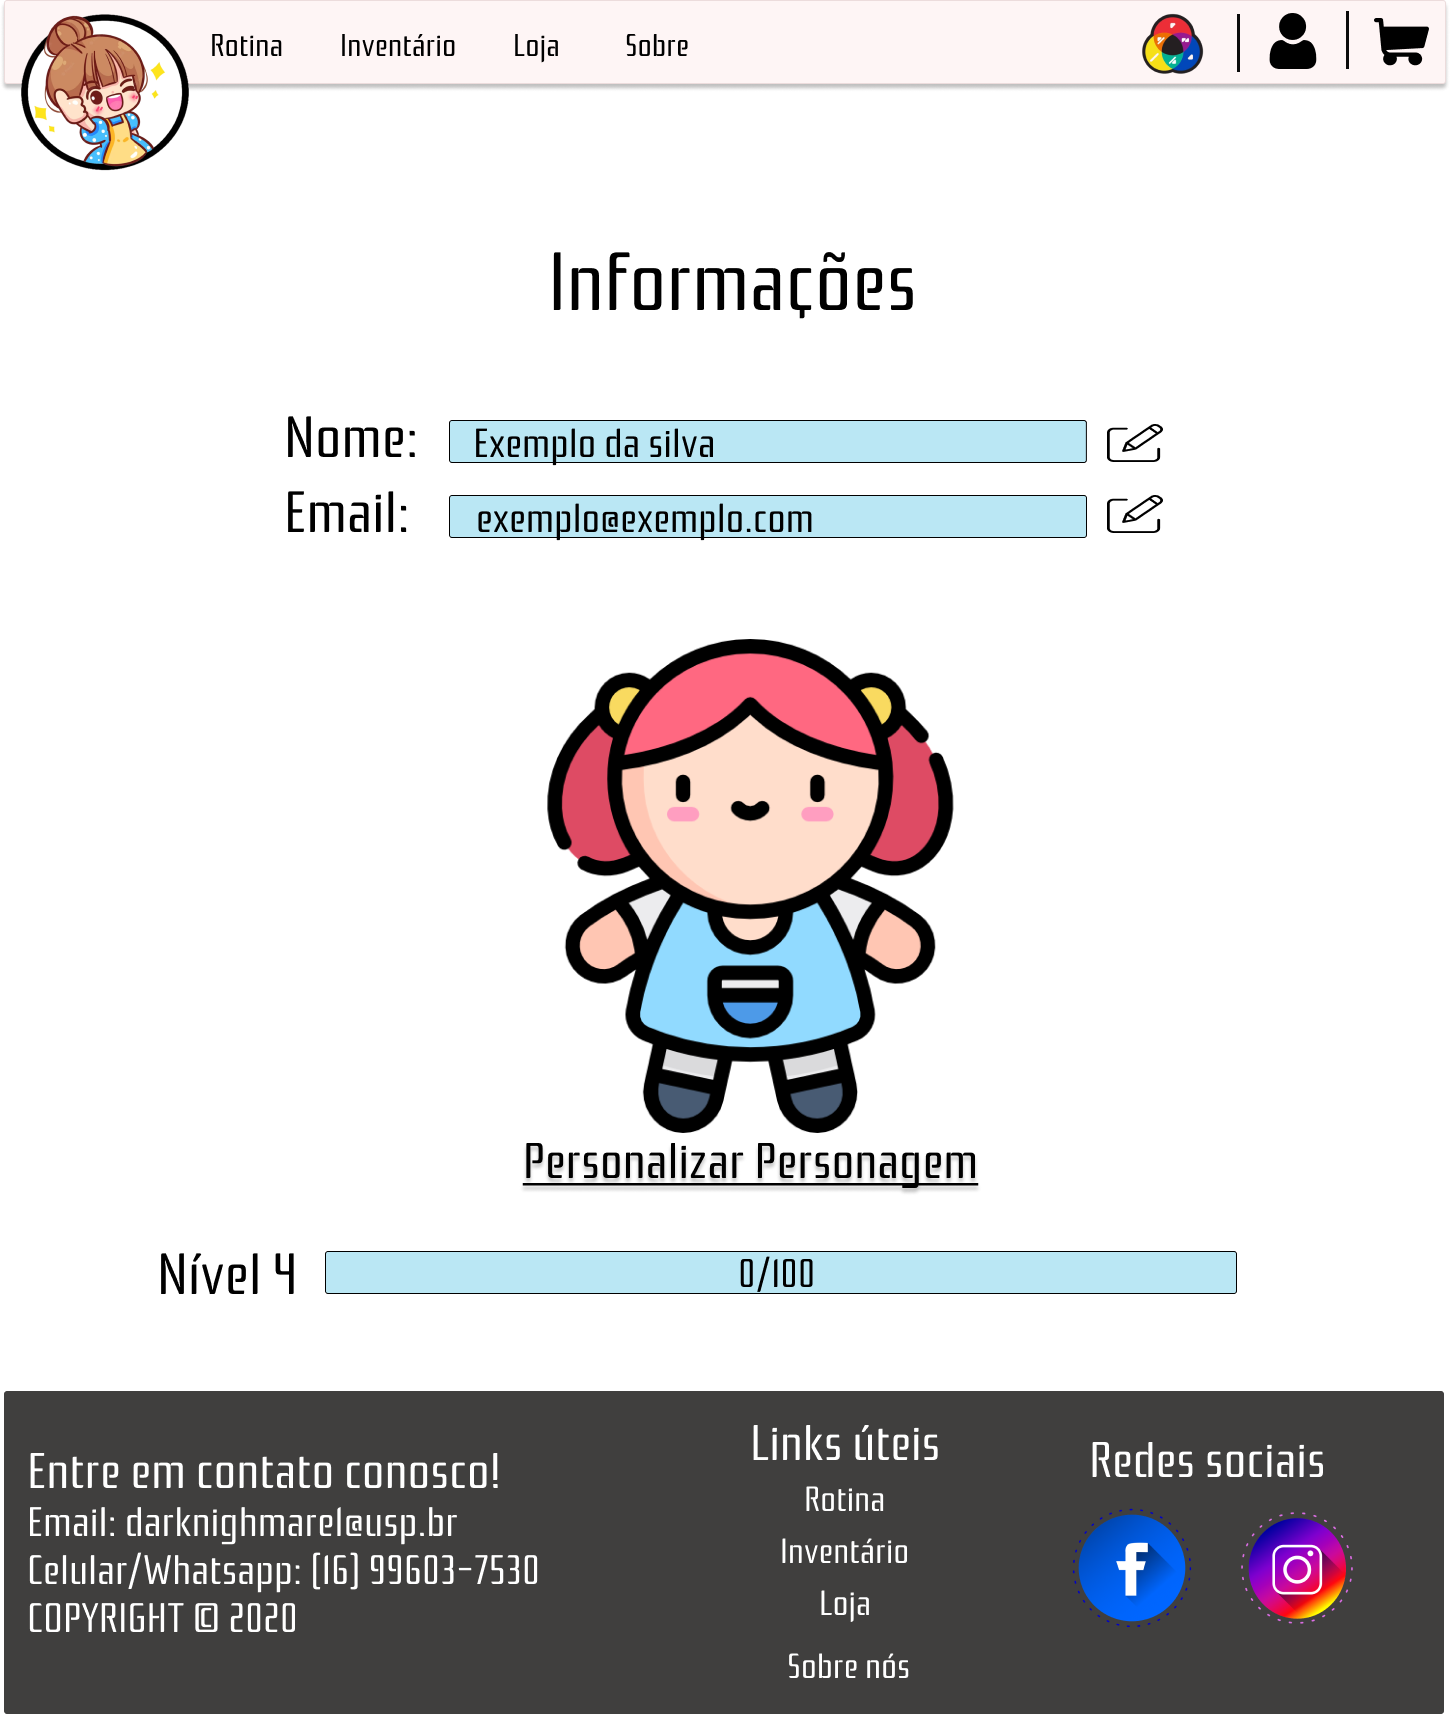 Rotina
Inventário
Loja
Sobre
Informações
Nome:
Exemplo da silva
Email:
exemplo@exemplo.com
Personalizar Personagem
Nível 4
0/100
Entre em contato conosco!
Email: darknighmare1@usp.br
Celular/Whatsapp: (16) 99603-7530
COPYRIGHT © 2020
Links úteis
Rotina
Inventário
Loja
Sobre nós
Redes sociais